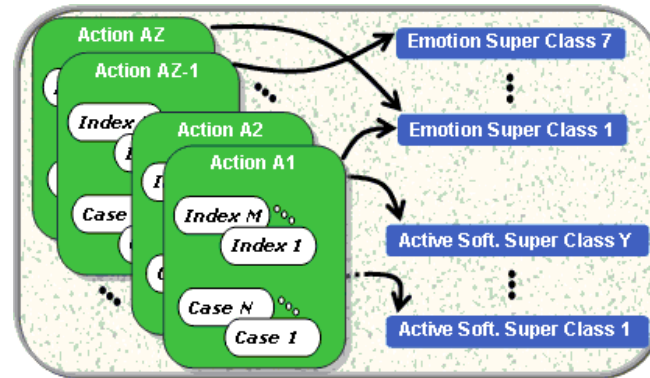 Action AZ
Emotion Super Class 7
Action AZ-1
Index
Emotion Super Class 1
Action A2
Action A1
Case
Index M
Index 1
Active Soft. Super Class Y
Case N
Case 1
Active Soft. Super Class 1